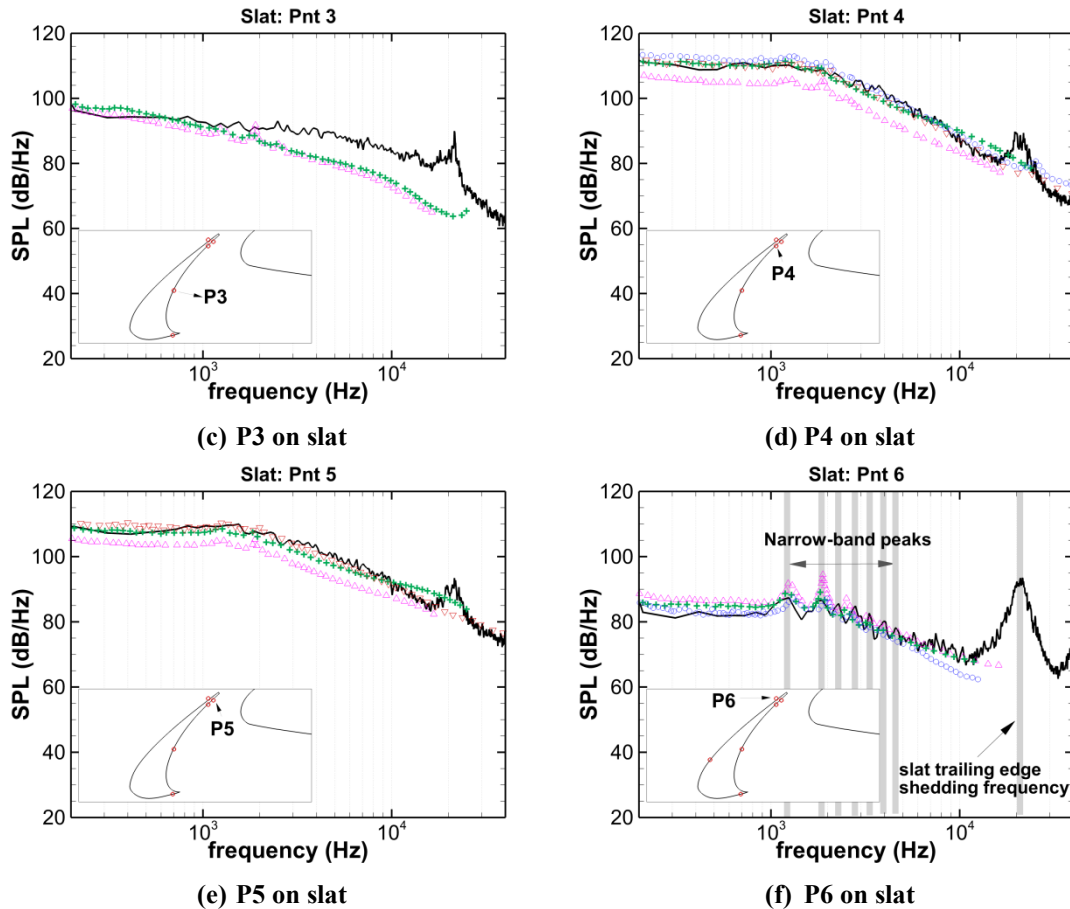 Slat: Pnt 3
120
100
80
60
40
20
SPL (dB/Hz)
P3
10³
10⁴
frequency (Hz)
(c) P3 on slat
Slat: Pnt 4
120
100
80
60
40
20
SPL (dB/Hz)
P4
10³
10⁴
frequency (Hz)
(d) P4 on slat
Slat: Pnt 5
120
100
80
60
40
20
SPL (dB/Hz)
P5
10³
10⁴
frequency (Hz)
(e) P5 on slat
Slat: Pnt 6
120
100
80
60
40
20
SPL (dB/Hz)
Narrow-band peaks
P6
slat trailing edge
shedding frequency
10³
10⁴
frequency (Hz)
(f) P6 on slat